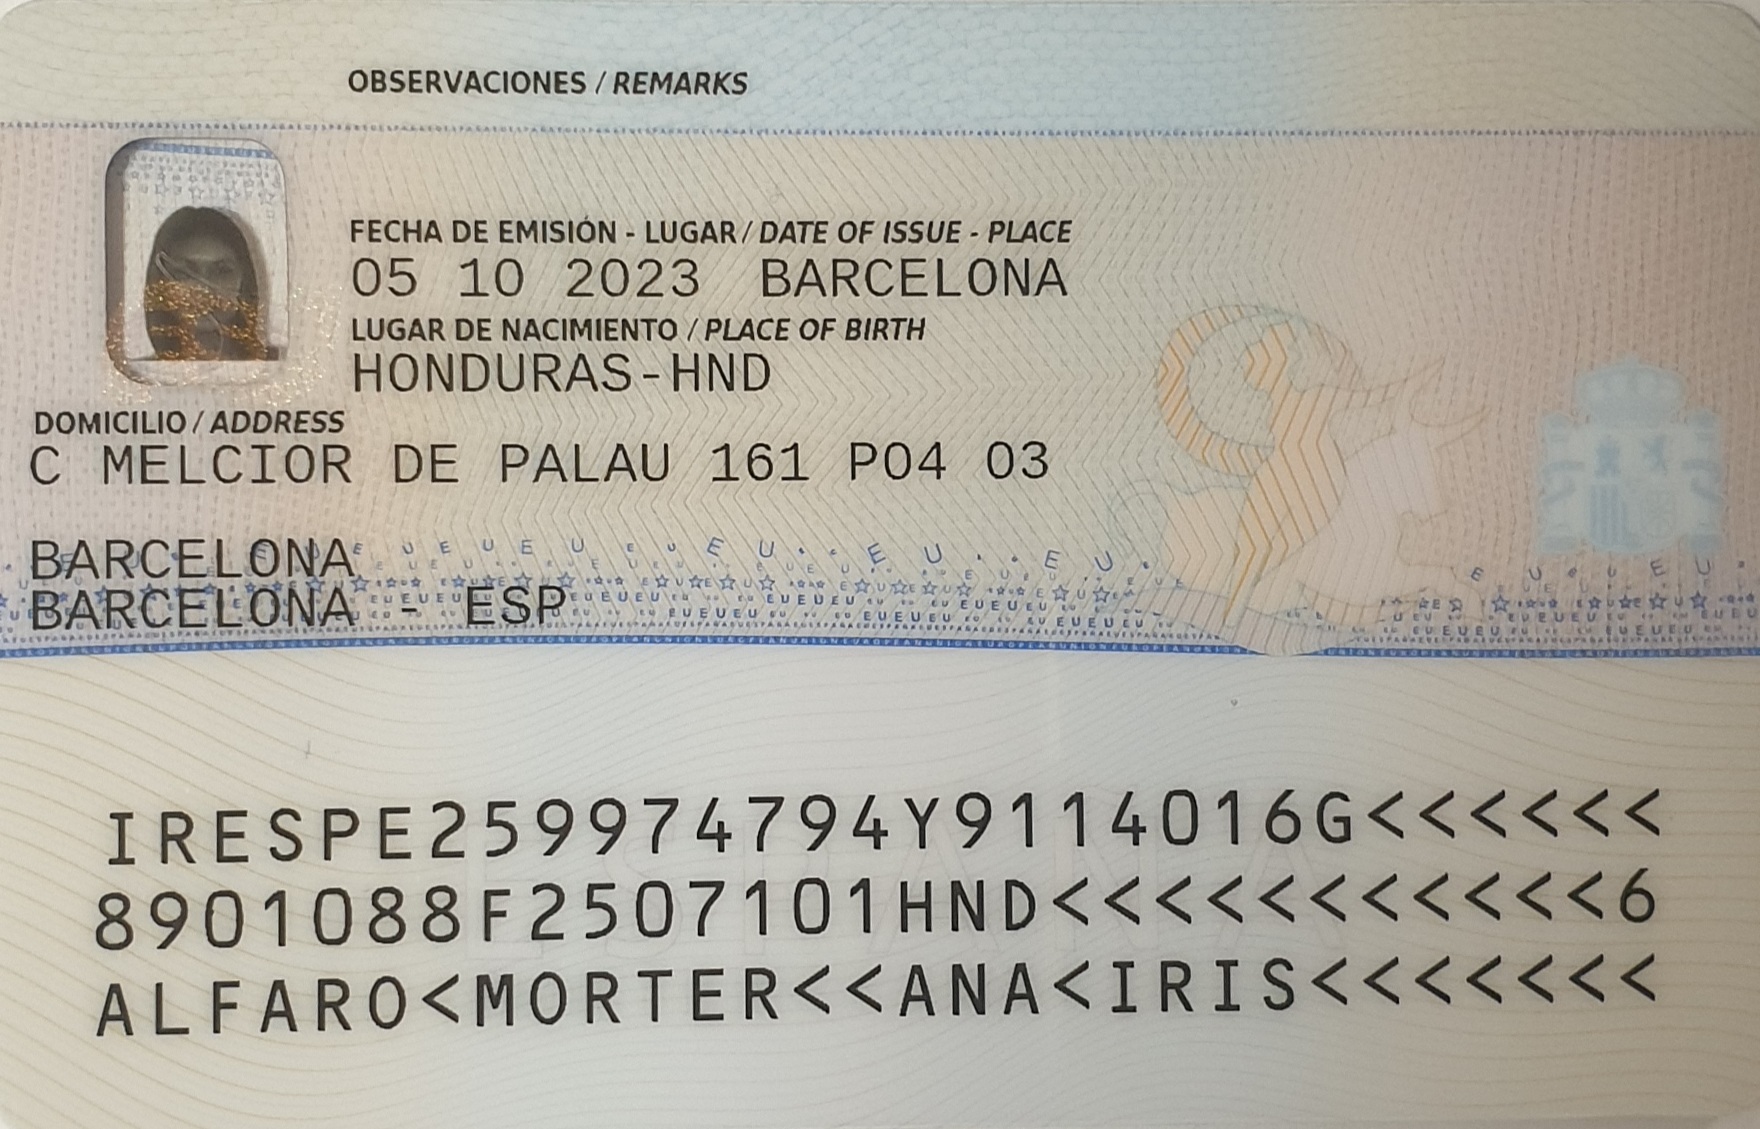 OBSERVACIONES / REMARKS
FECHA DE EMISIÓN - LUGAR / DATE OF ISSUE - PLACE
05 10 2023 BARCELONA
LUGAR DE NACIMIENTO / PLACE OF BIRTH
HONDURAS-HND
DOMICILIO / ADDRESS
C MELCIOR DE PALAU 161 P04 03
BARCELONA
BARCELONA - ESP
IRESPE259974794Y9114016G<<<<<<
8901088F2507101HND<<<<<<<<<<<6
ALFARO<MORTER<<ANA<IRIS<<<<<<<